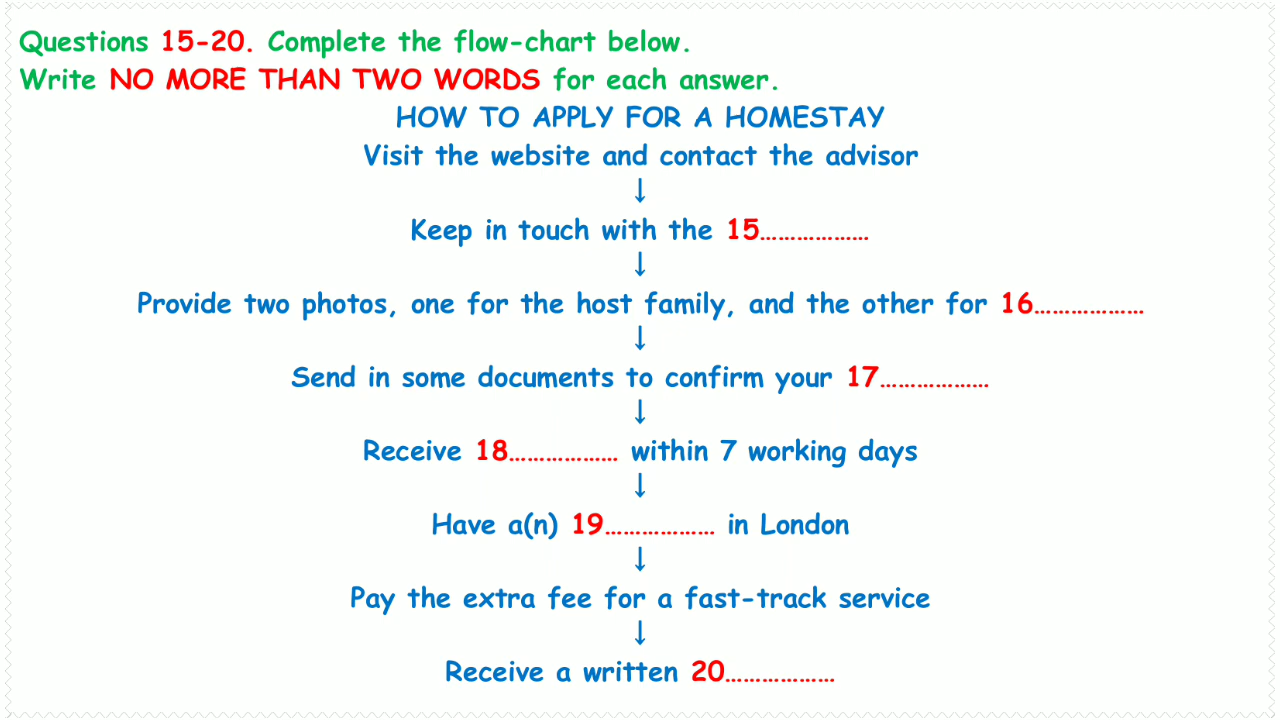 Questions 15-20. Complete the flow-chart below.
Write NO MORE THAN TWO WORDS for each answer.
HOW TO APPLY FOR A HOMESTAY
Visit the website and contact the advisor
↓
Keep in touch with the 15………………
↓
Provide two photos, one for the host family, and the other for 16………………
↓
Send in some documents to confirm your 17………………
↓
Receive 18……………… within 7 working days
↓
Have a(n) 19……………… in London
↓
Pay the extra fee for a fast-track service
↓
Receive a written 20………………